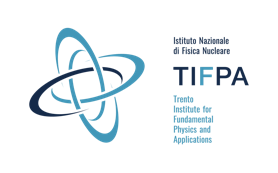 Istituto Nazionale
di Fisica Nucleare
TIFPA
Trento
Institute for
Fundamental
Physics and
Applications